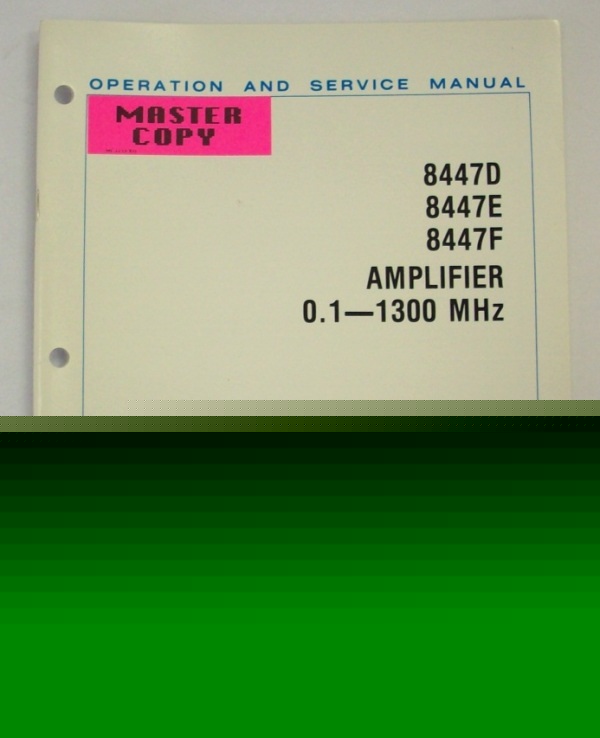 OPERATION AND SERVICE MANUAL
MASTER
COPY
8447D
8447E
8447F
AMPLIFIER
0.1—1300 MHz